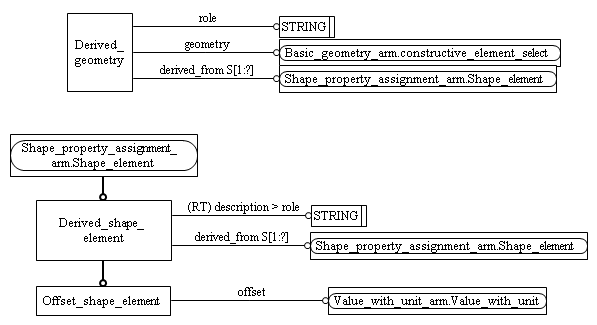 role
STRING
Derived_
geometry
geometry
Basic_geometry_arm.constructive_element_select
derived_from S[1:?]
Shape_property_assignment_arm.Shape_element
Shape_property_assignment_
arm.Shape_element
Derived_shape_
element
(RT) description > role
STRING
derived_from S[1:?]
Shape_property_assignment_arm.Shape_element
Offset_shape_element
offset
Value_with_unit_arm.Value_with_unit